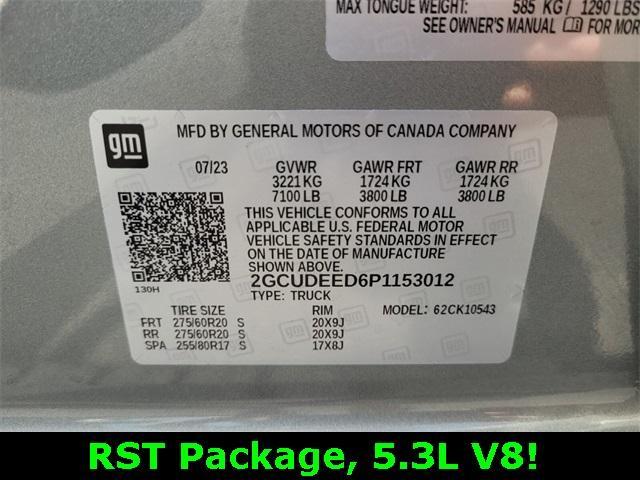 MAX TONGUE WEIGHT: 585 KG / 1290 LBS
SEE OWNER'S MANUAL FOR MOR
gm
MFD BY GENERAL MOTORS OF CANADA COMPANY
07/23 GVWR GAWR FRT GAWR RR
3221 KG 1724 KG 1724 KG
7100 LB 3800 LB 3800 LB
THIS VEHICLE CONFORMS TO ALL
APPLICABLE U.S. FEDERAL MOTOR
VEHICLE SAFETY STANDARDS IN EFFECT
ON THE DATE OF MANUFACTURE
SHOWN ABOVE.
130H
2GCUDEED6P1153012
TYPE: TRUCK MODEL: 62CK10543
TIRE SIZE RIM
FRT 275/60R20 S 20X9J
RR 275/60R20 S 20X9J
SPA 255/80R17 S 17X8J
RST Package, 5.3L V8!